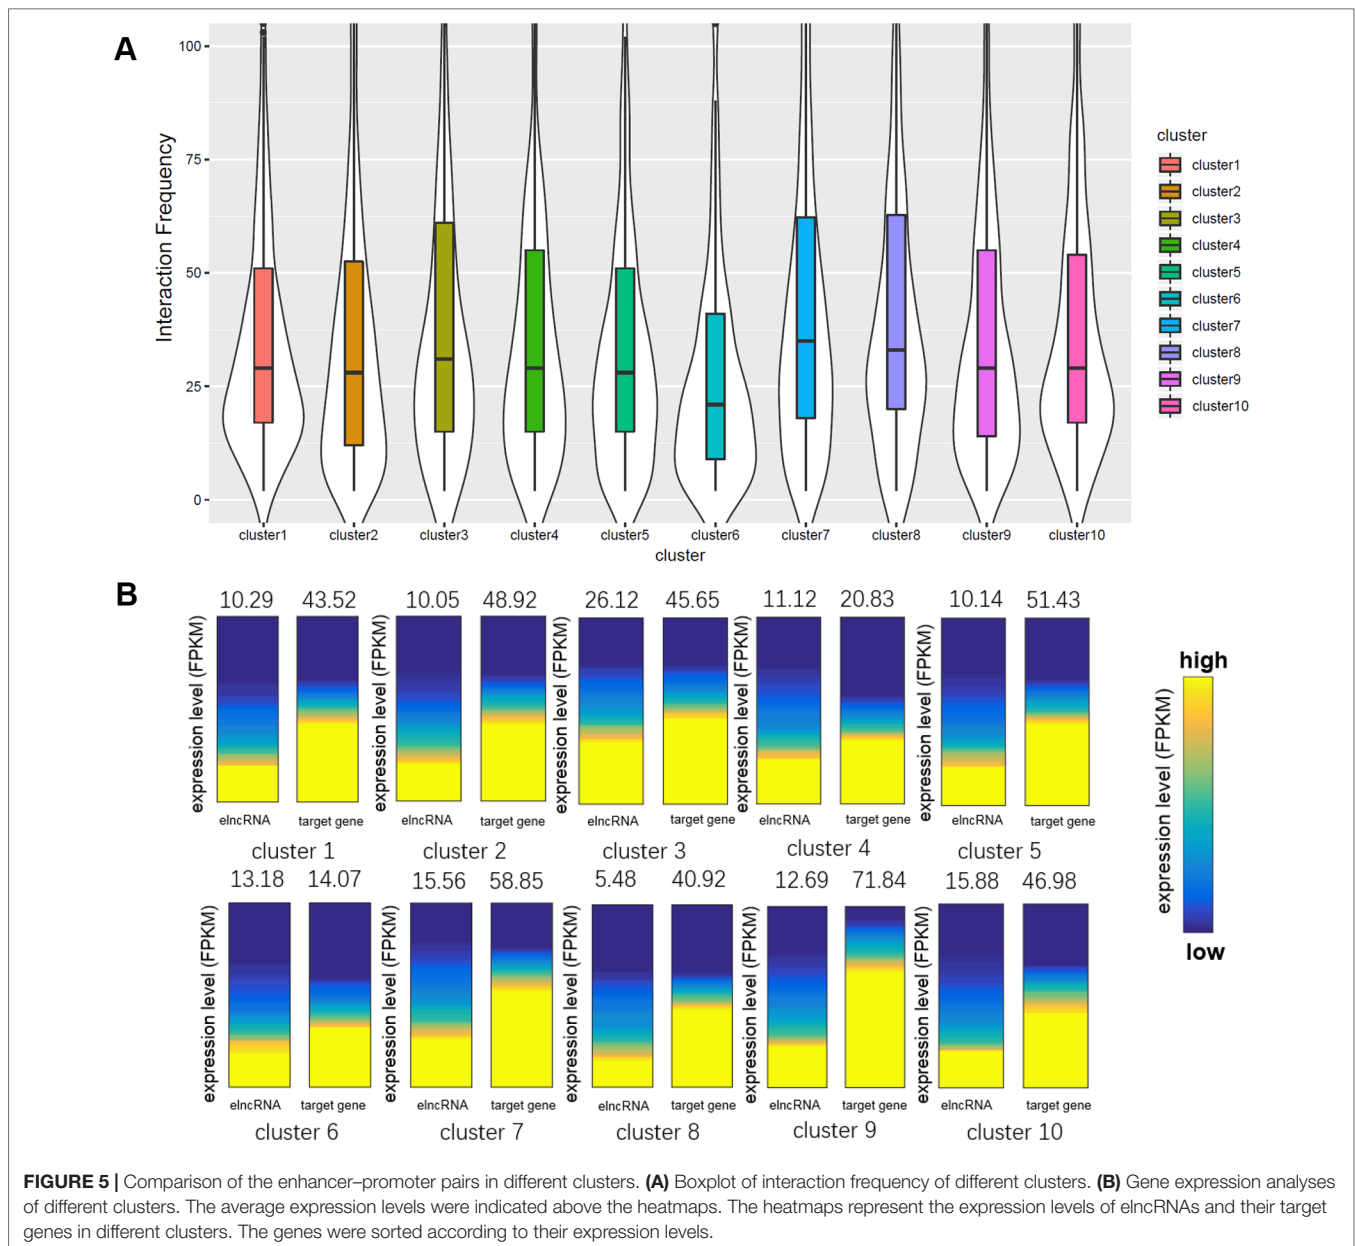 A
Interaction Frequency
100
75
50
25
0
cluster1 cluster2 cluster3 cluster4 cluster5 cluster6 cluster7 cluster8 cluster9 cluster10
cluster
cluster
cluster1
cluster2
cluster3
cluster4
cluster5
cluster6
cluster7
cluster8
cluster9
cluster10
B
10.29 43.52 10.05 48.92 26.12 45.65 11.12 20.83 10.14 51.43
expression level (FPKM) expression level (FPKM) expression level (FPKM) expression level (FPKM) expression level (FPKM)
elncRNA target gene elncRNA target gene elncRNA target gene elncRNA target gene elncRNA target gene
cluster 1 cluster 2 cluster 3 cluster 4 cluster 5
13.18 14.07 15.56 58.85 5.48 40.92 12.69 71.84 15.88 46.98
expression level (FPKM) expression level (FPKM) expression level (FPKM) expression level (FPKM) expression level (FPKM)
elncRNA target gene elncRNA target gene elncRNA target gene elncRNA target gene elncRNA target gene
cluster 6 cluster 7 cluster 8 cluster 9 cluster 10
high
expression level (FPKM)
low
FIGURE 5 | Comparison of the enhancer–promoter pairs in different clusters. (A) Boxplot of interaction frequency of different clusters. (B) Gene expression analyses
of different clusters. The average expression levels were indicated above the heatmaps. The heatmaps represent the expression levels of elncRNAs and their target
genes in different clusters. The genes were sorted according to their expression levels.